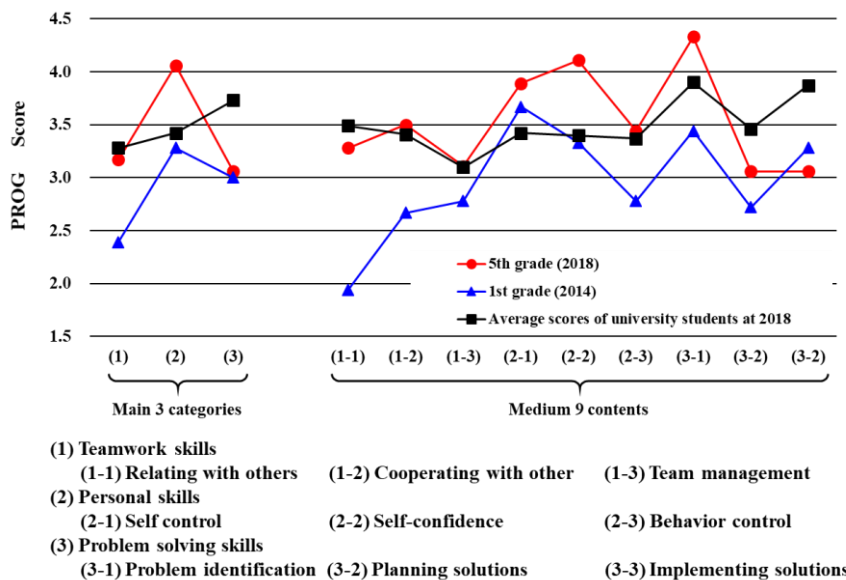 4.5
4.0
3.5
3.0
2.5
2.0
1.5
PROG Score
5th grade (2018)
1st grade (2014)
Average scores of university students at 2018
(1) (2) (3) (1-1) (1-2) (1-3) (2-1) (2-2) (2-3) (3-1) (3-2) (3-2)
Main 3 categories Medium 9 contents
(1) Teamwork skills
(1-1) Relating with others (1-2) Cooperating with other (1-3) Team management
(2) Personal skills
(2-1) Self control (2-2) Self-confidence (2-3) Behavior control
(3) Problem solving skills
(3-1) Problem identification (3-2) Planning solutions (3-3) Implementing solutions